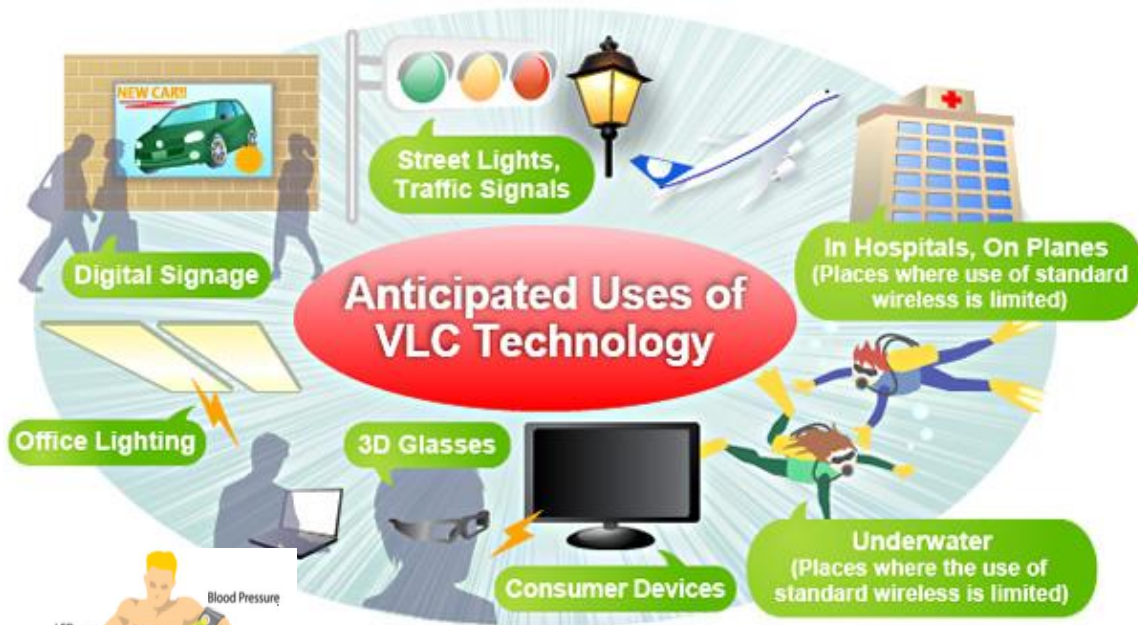 NEW CAR!!
Street Lights,
Traffic Signals
Digital Signage
In Hospitals, On Planes
(Places where use of standard
wireless is limited)
Anticipated Uses of
VLC Technology
Office Lighting
3D Glasses
Consumer Devices
Underwater
(Places where the use of
standard wireless is limited)
Blood Pressure